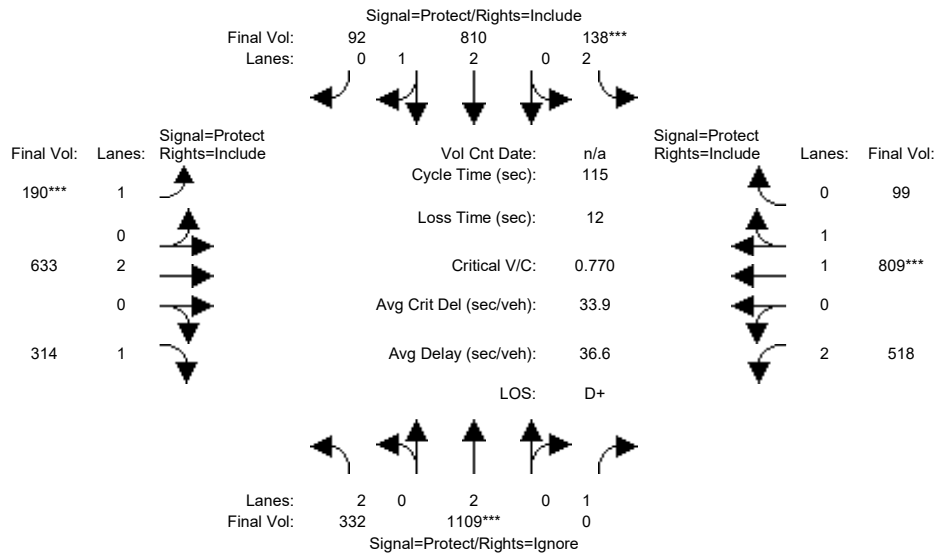 Signal=Protect/Rights=Include
Final Vol: 92 810 138***
Lanes: 0 1 2 0 2
Signal=Protect
Final Vol: Lanes: Rights=Include
Vol Cnt Date: n/a
Signal=Protect
Rights=Include Lanes: Final Vol:
Cycle Time (sec): 115
190*** 1
0 99
Loss Time (sec): 12
0
1
633 2
Critical V/C: 0.770
1 809***
0
Avg Crit Del (sec/veh): 33.9
0
314 1
Avg Delay (sec/veh): 36.6
2 518
LOS: D+
Lanes: 2 0 2 0 1
Final Vol: 332 1109*** 0
Signal=Protect/Rights=Ignore